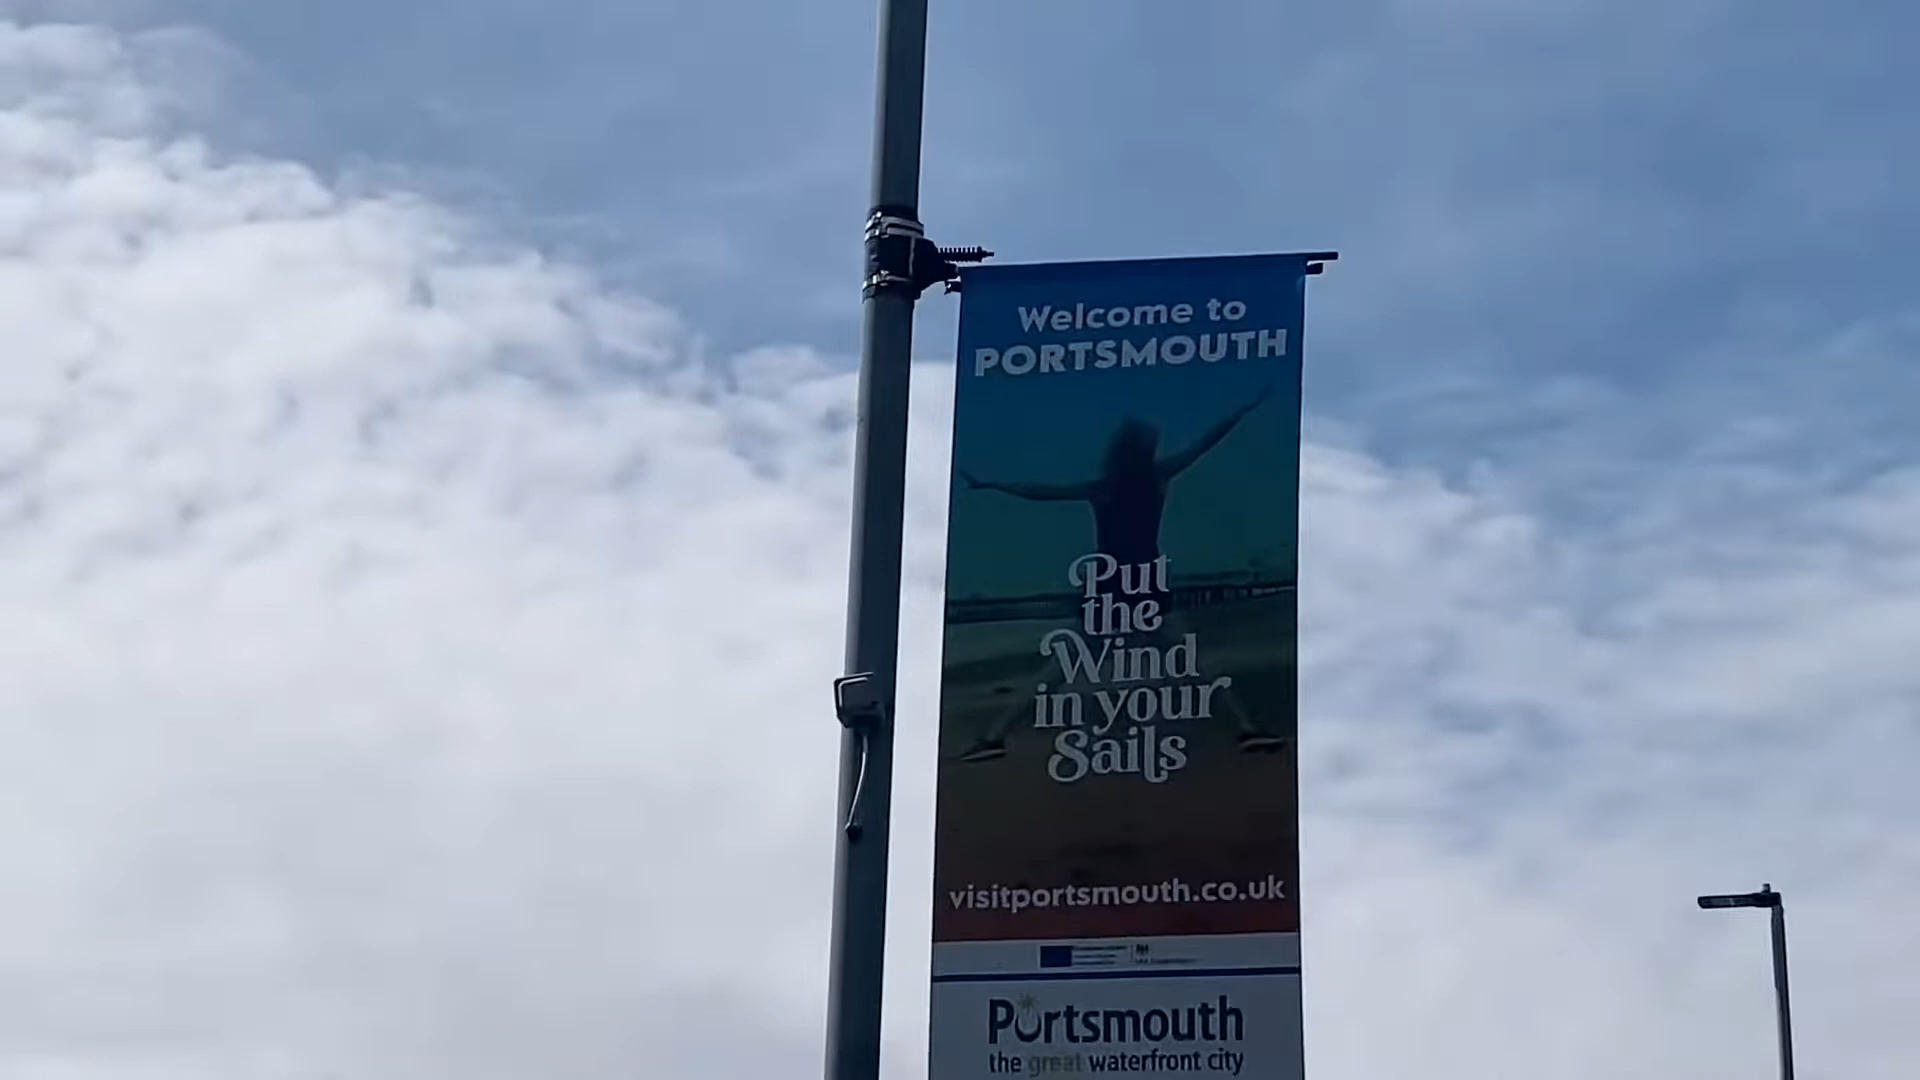 Welcome to
PORTSMOUTH
Put
the
Wind
in your
Sails
visitportsmouth.co.uk
Portsmouth
the great waterfront city